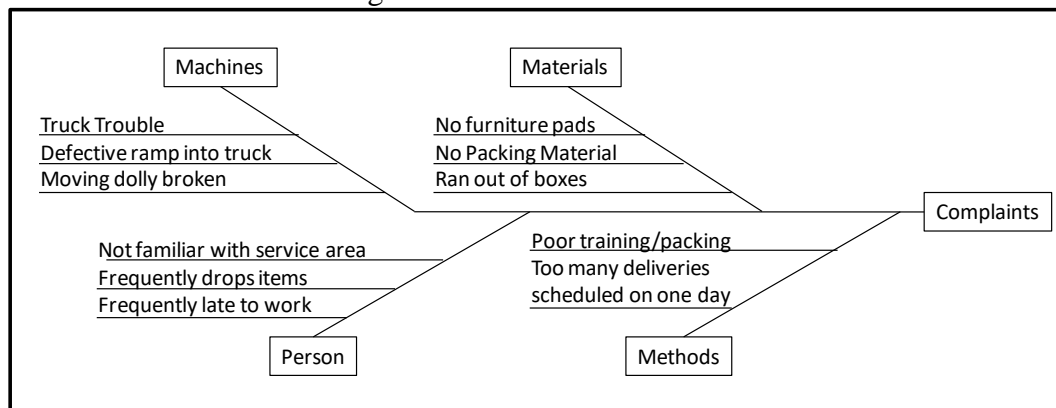 Machines
Materials
Truck Trouble
Defective ramp into truck
Moving dolly broken
No furniture pads
No Packing Material
Ran out of boxes
Complaints
Not familiar with service area
Frequently drops items
Frequently late to work
Poor training/packing
Too many deliveries
scheduled on one day
Person
Methods